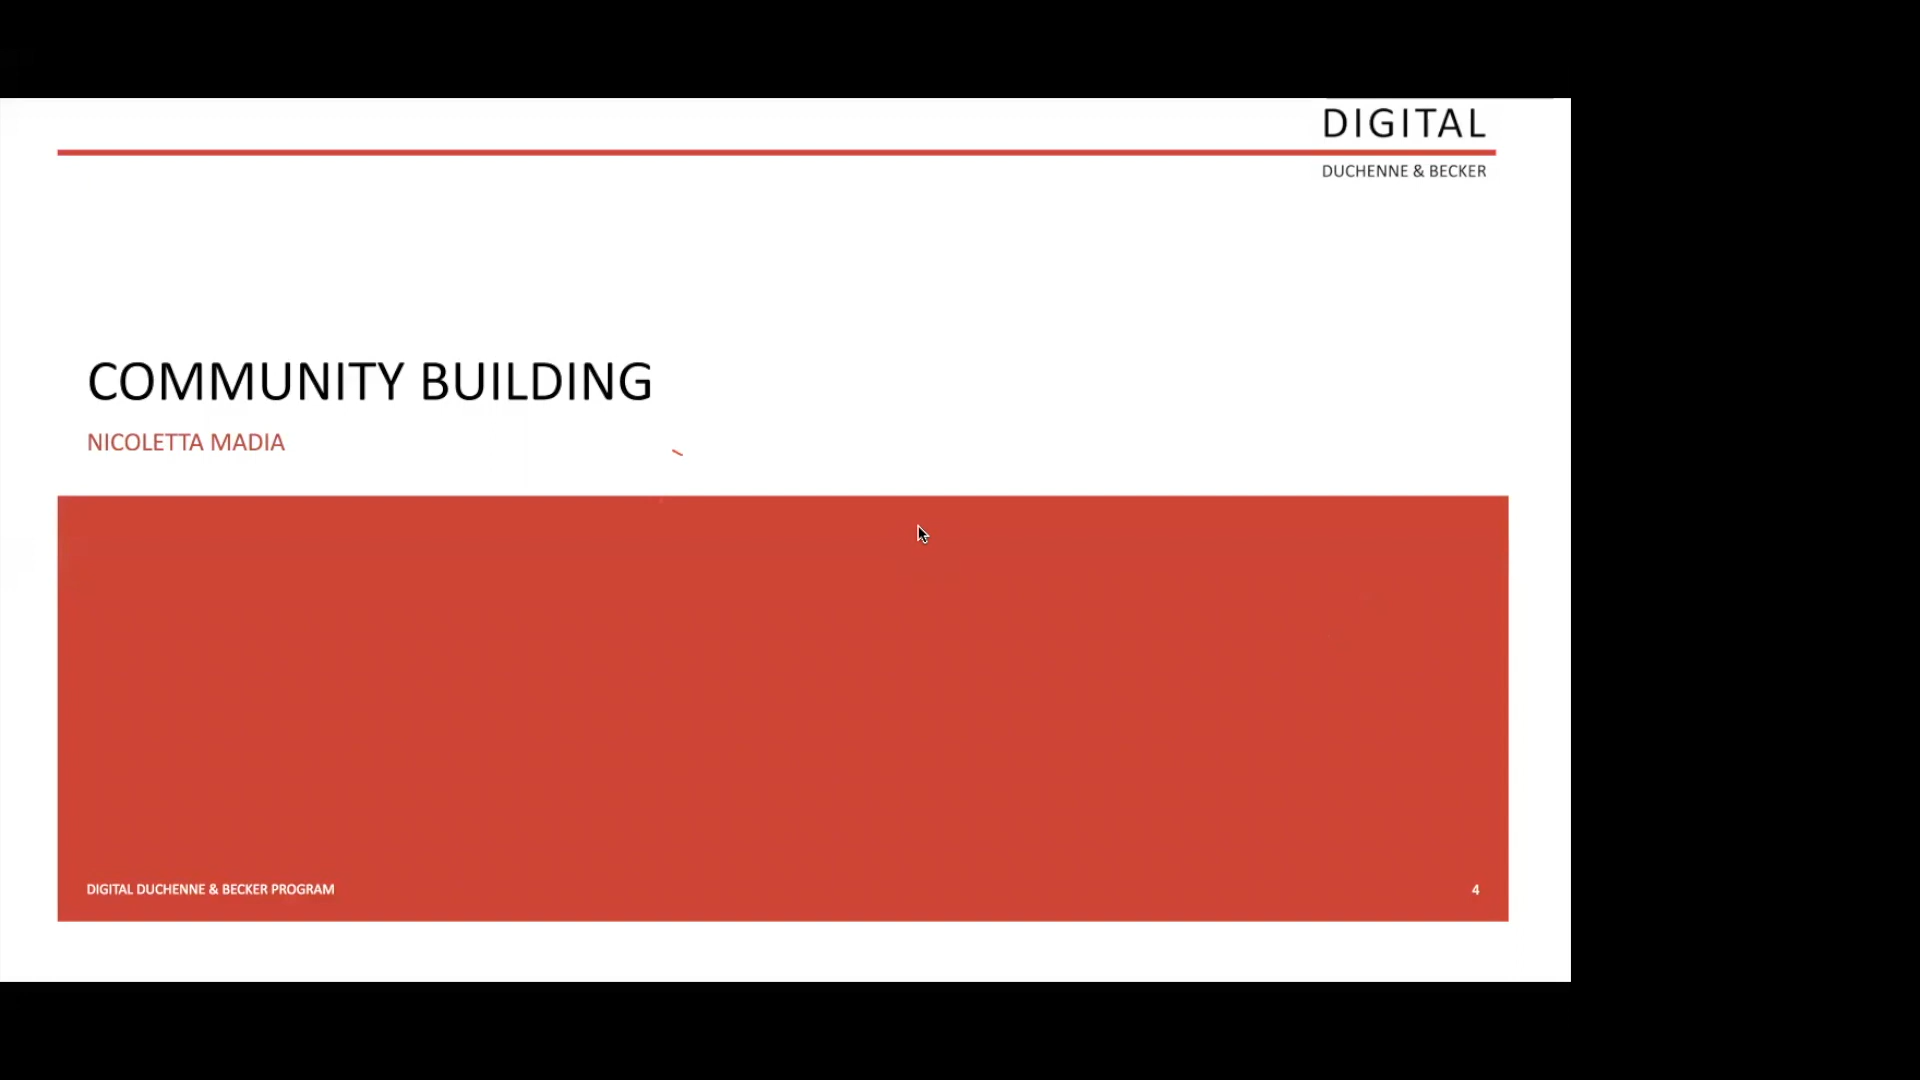 DIGITAL
DUCHENNE & BECKER
COMMUNITY BUILDING
NICOLETTA MADIA
DIGITAL DUCHENNE & BECKER PROGRAM
4